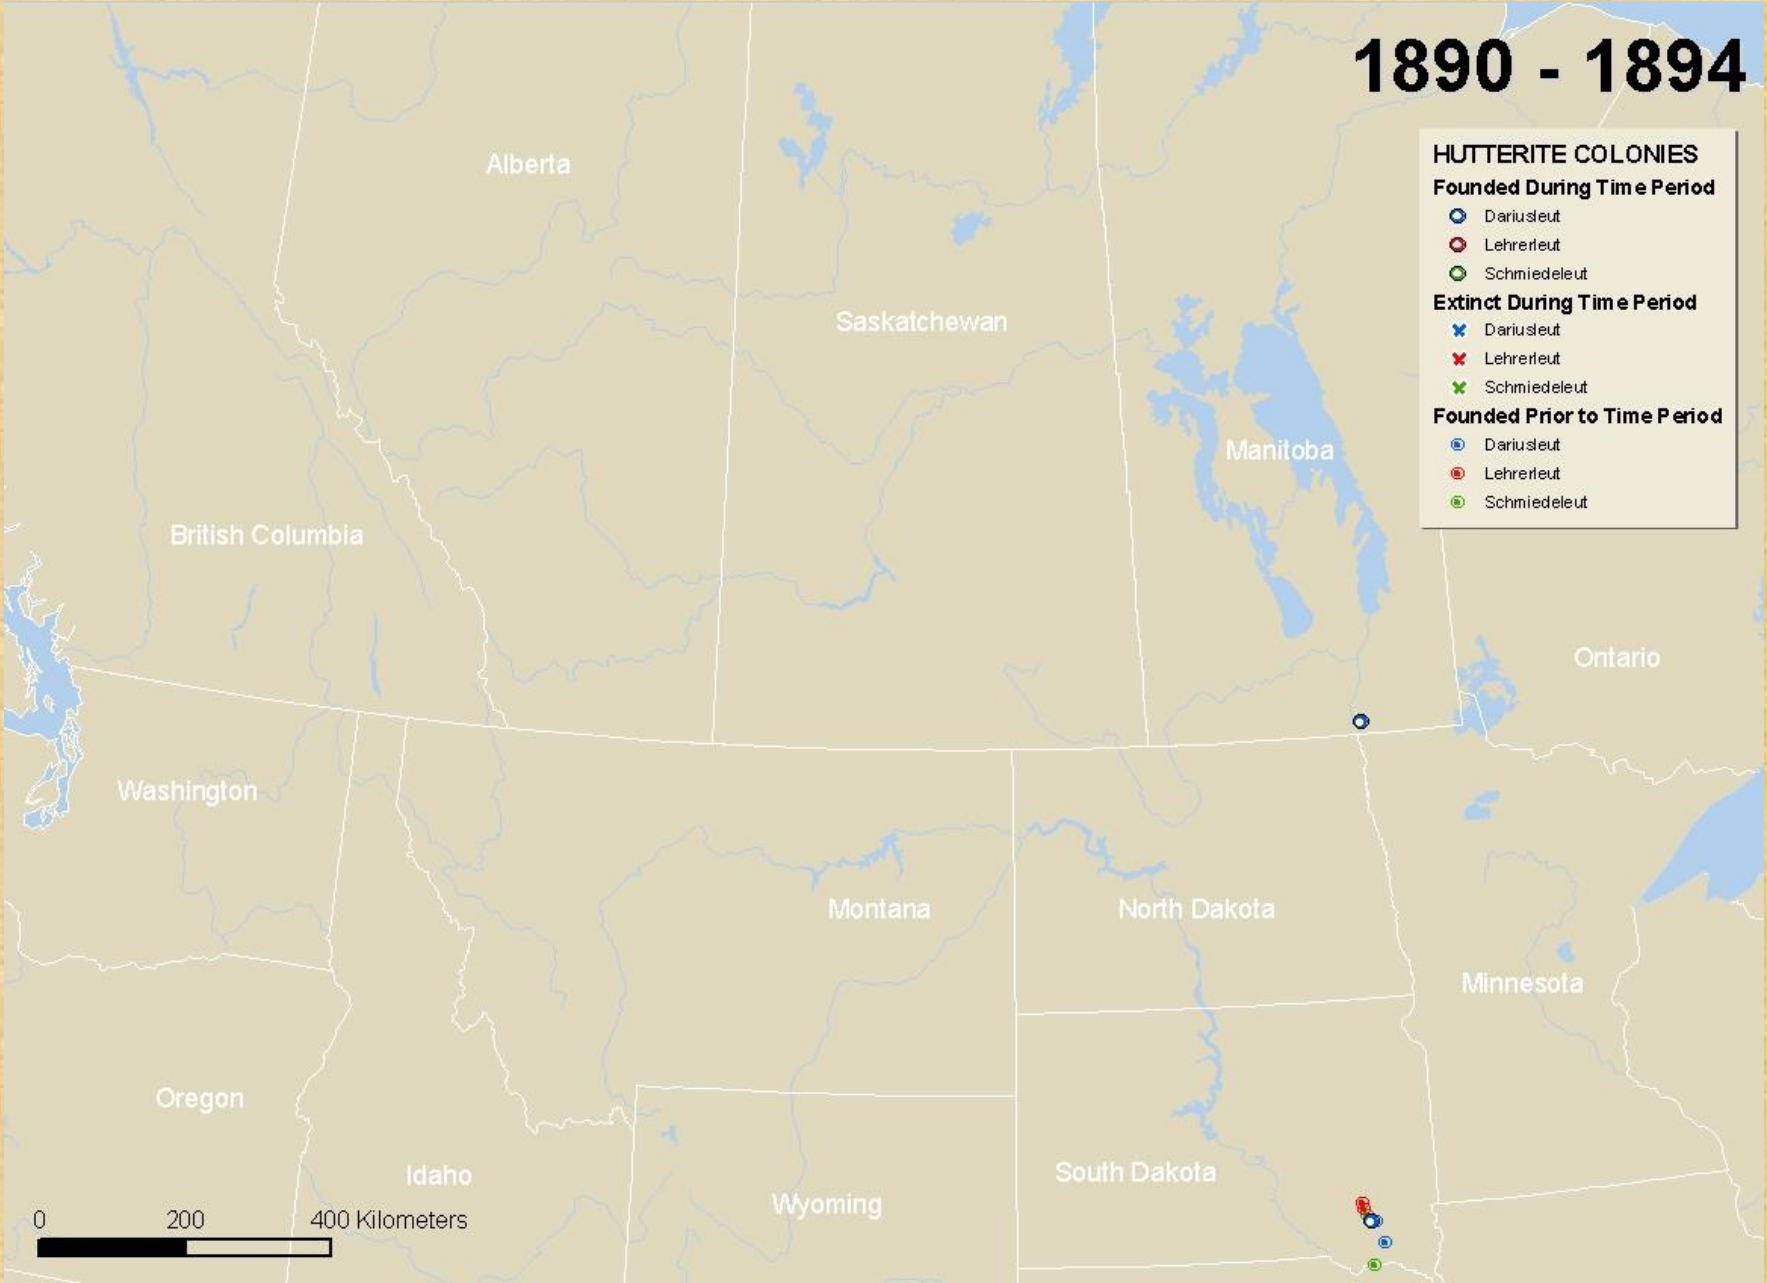 1890 - 1894
HUTTERITE COLONIES
Founded During Time Period
Dariusleut
Lehrerleut
Schmiedeleut
Extinct During Time Period
Dariusleut
Lehrerleut
Schmiedeleut
Founded Prior to Time Period
Dariusleut
Lehrerleut
Schmiedeleut
Alberta
Saskatchewan
Manitoba
British Columbia
Ontario
Washington
Montana
North Dakota
Minnesota
Oregon
Idaho
South Dakota
Wyoming
0 200 400 Kilometers